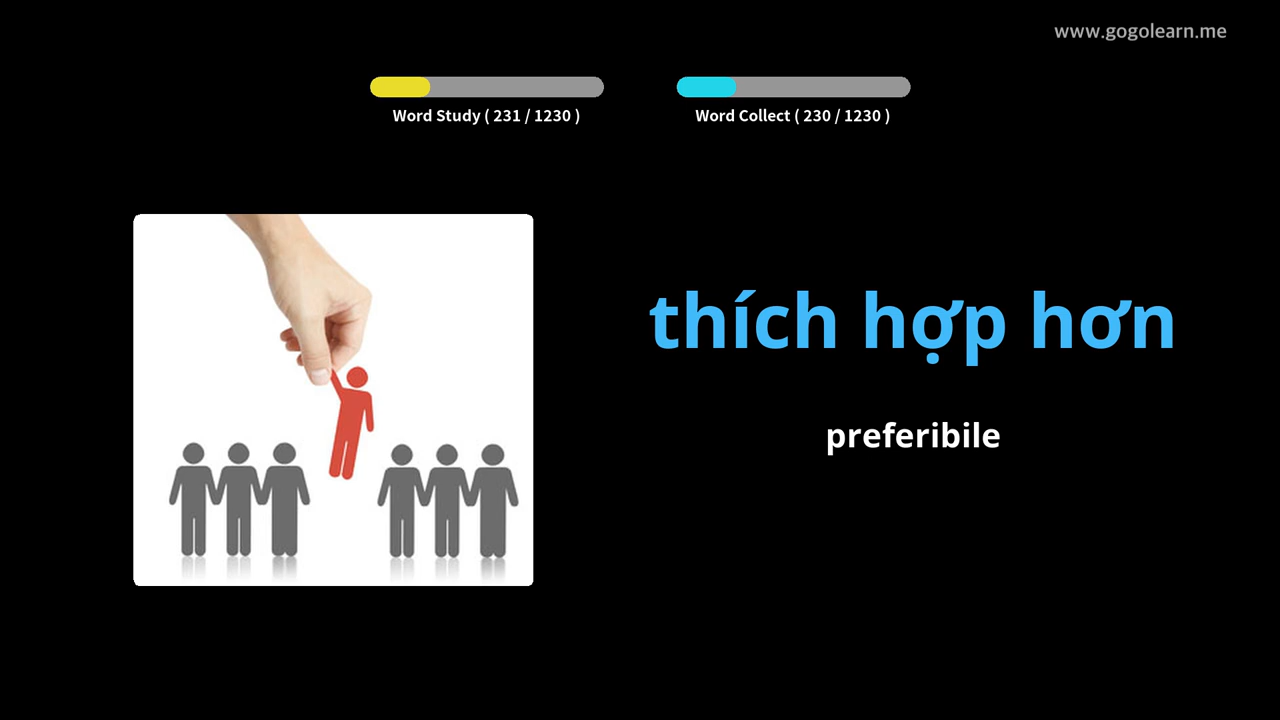 www.gogolearn.me
Word Study ( 231 / 1230 )
Word Collect ( 230 / 1230 )
thích hợp hơn
preferibile